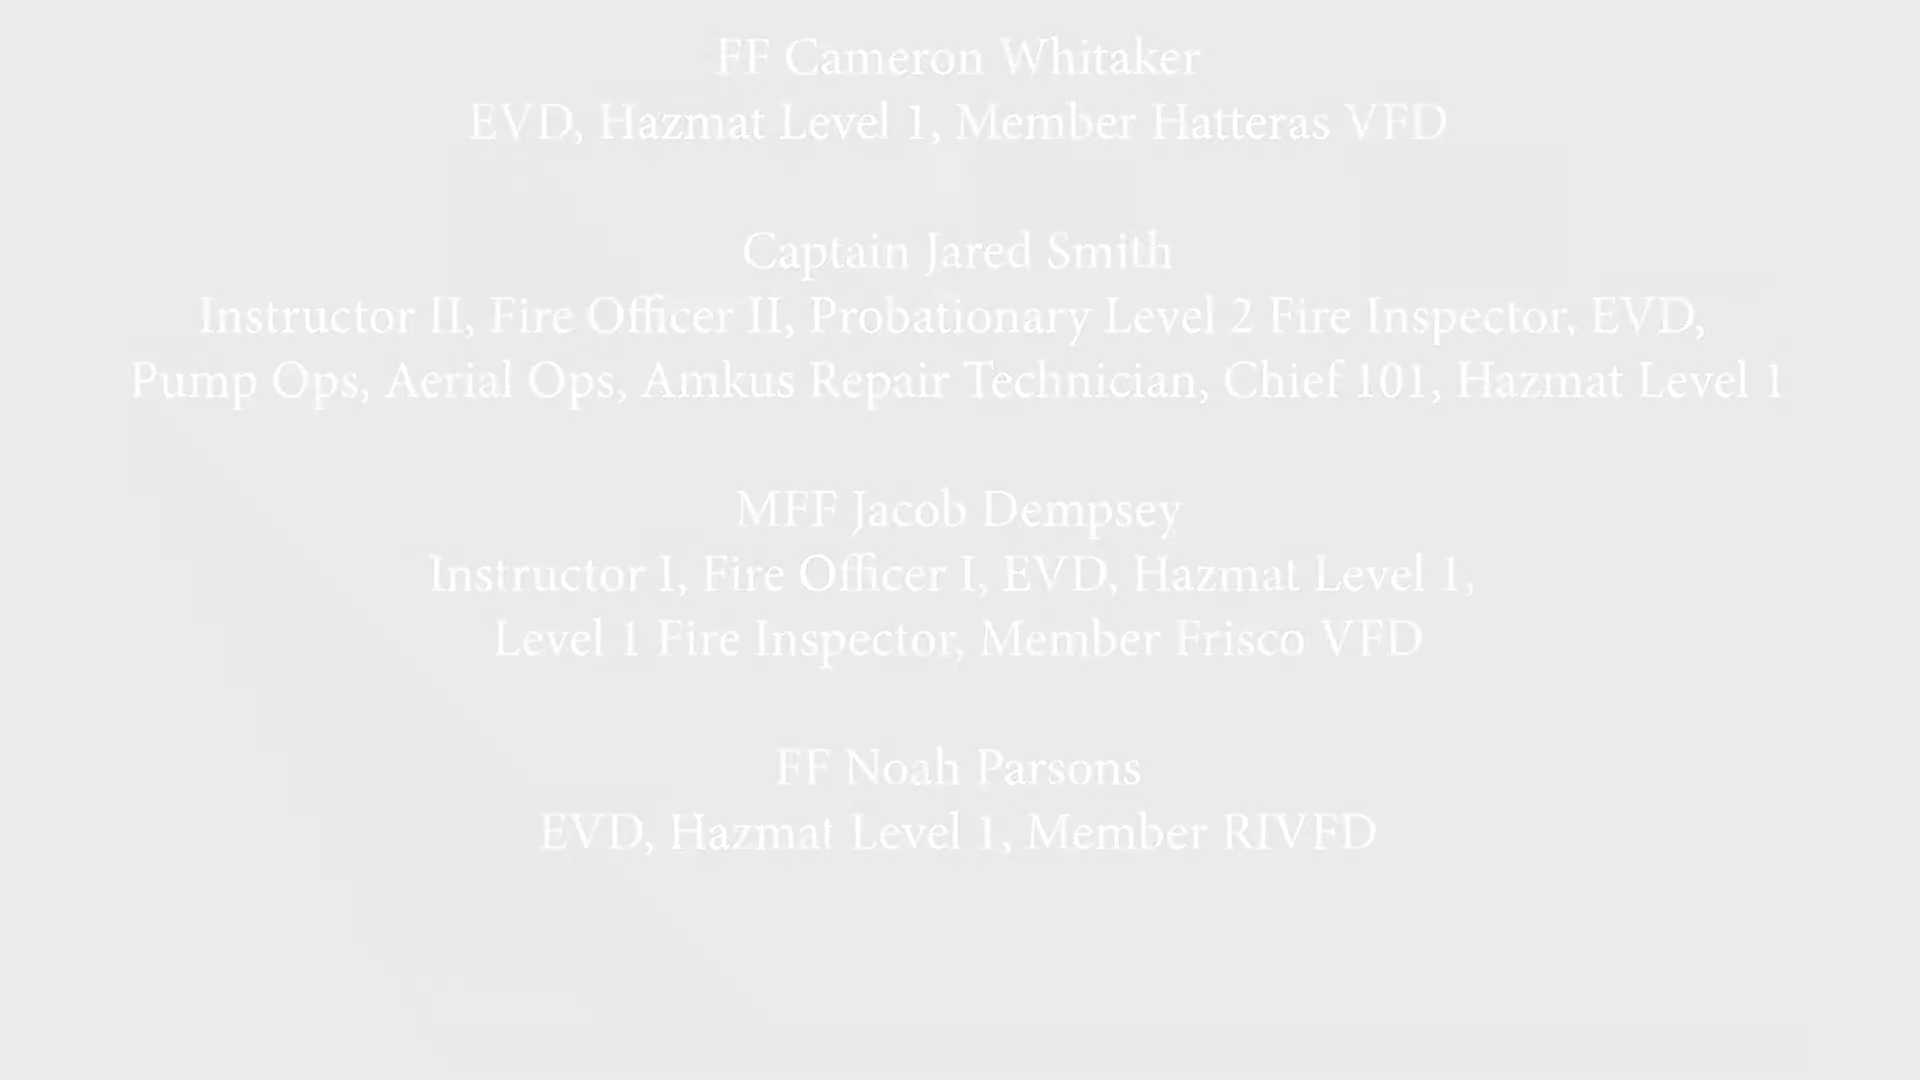 FF Cameron Whitaker
EVD, Hazmat Level 1, Member Hatteras VFD
Captain Jared Smith
Instructor II, Fire Officer II, Probationary Level 2 Fire Inspector, EVD,
Pump Ops, Aerial Ops, Amkus Repair Technician, Chief 101, Hazmat Level 1
MFF Jacob Dempsey
Instructor I, Fire Officer I, EVD, Hazmat Level 1,
Level 1 Fire Inspector, Member Frisco VFD
FF Noah Parsons
EVD, Hazmat Level 1, Member RIVFD